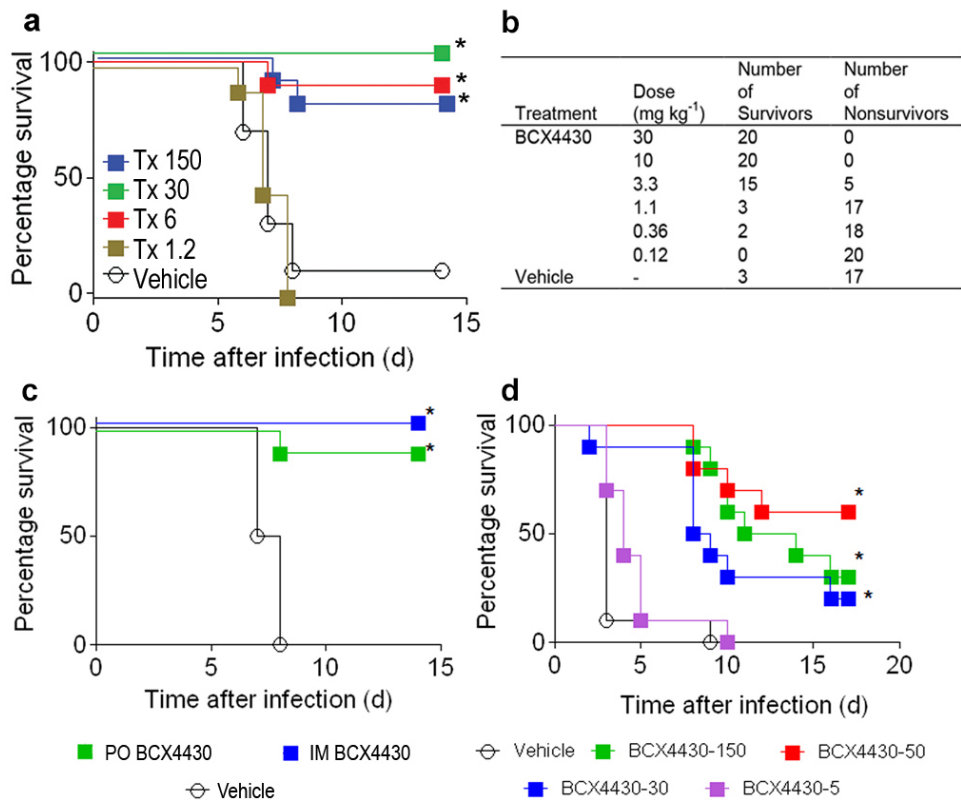 a
Percentage survival
100
50
0
Tx 150
Tx 30
Tx 6
Tx 1.2
Vehicle
*
*
*
0 5 10 15
Time after infection (d)
b
Treatment Dose (mg kg-1) Number of Survivors Number of Nonsurvivors
BCX4430 30 20 0
10 20 0
3.3 15 5
1.1 3 17
0.36 2 18
0.12 0 20
Vehicle - 3 17
c
Percentage survival
100
50
0
*
*
0 5 10 15
Time after infection (d)
PO BCX4430 IM BCX4430
Vehicle
d
Percentage survival
100
50
0
*
*
*
0 5 10 15 20
Time after infection (d)
Vehicle BCX4430-150 BCX4430-50
BCX4430-30 BCX4430-5